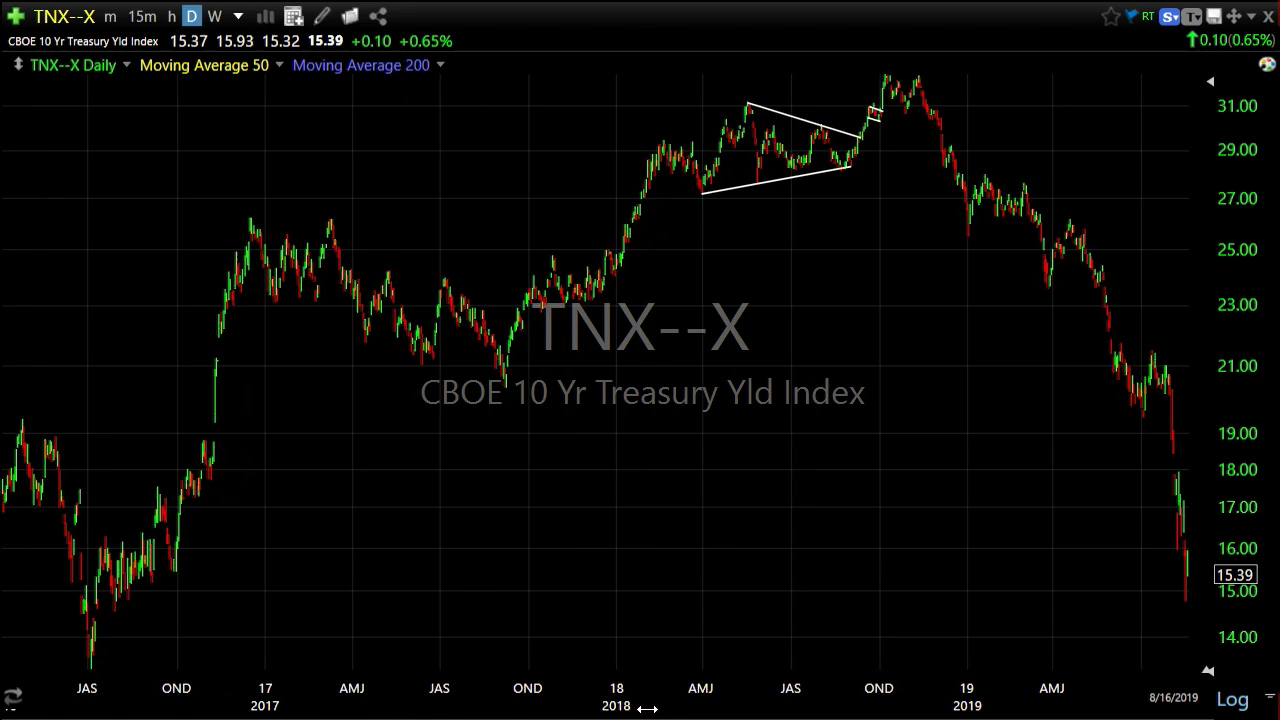 TNX--X m 15m h D W RT S T
CBOE 10 Yr Treasury Yld Index 15.37 15.93 15.32 15.39 +0.10 +0.65% 0.10(0.65%)
TNX--X Daily Moving Average 50 Moving Average 200
31.00
29.00
27.00
25.00
23.00
TNX--X
21.00
CBOE 10 Yr Treasury Yld Index
19.00
18.00
17.00
16.00
15.39
15.00
14.00
JAS OND 17 AMJ JAS OND 18 AMJ JAS OND 19 AMJ 8/16/2019 Log
2017 2018 2019